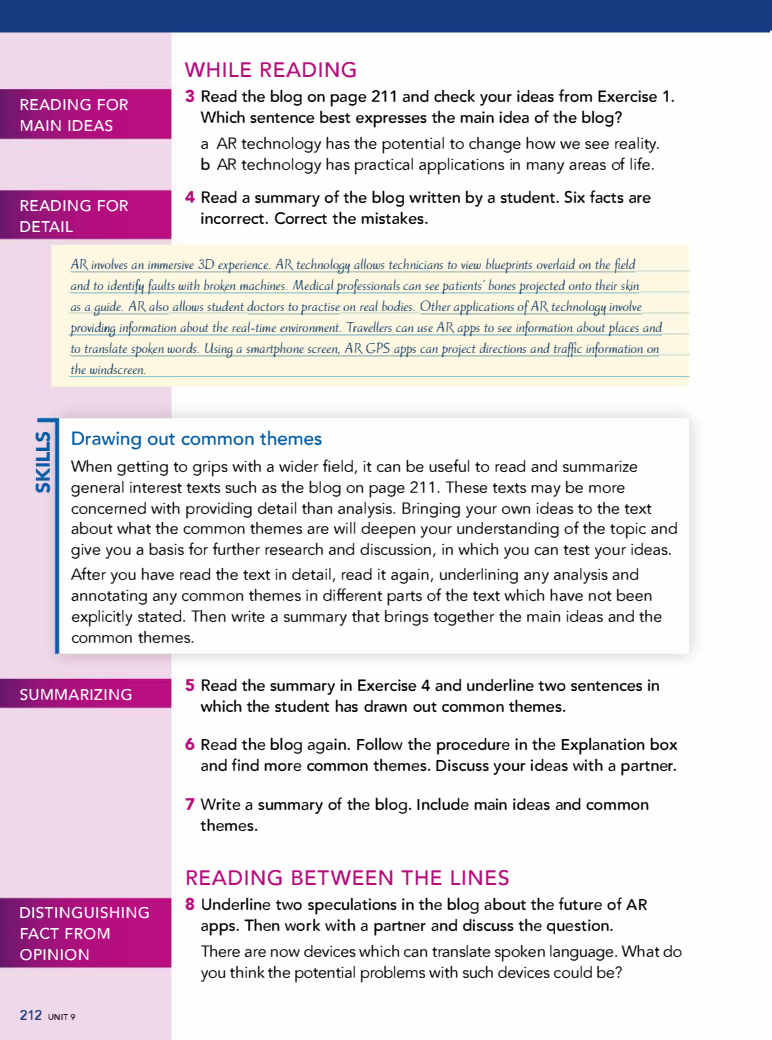 WHILE READING
READING FOR
MAIN IDEAS
3 Read the blog on page 211 and check your ideas from Exercise 1.
Which sentence best expresses the main idea of the blog?
a AR technology has the potential to change how we see reality.
b AR technology has practical applications in many areas of life.
READING FOR
DETAIL
4 Read a summary of the blog written by a student. Six facts are
incorrect. Correct the mistakes.
AR involves an immersive 3D experience. AR technology allows technicians to view blueprints overlaid on the field
and to identify faults with broken machines. Medical professionals can see patients' bones projected onto their skin
as a guide. AR also allows student doctors to practise on real bodies. Other applications of AR technology involve
providing information about the real-time environment. Travellers can use AR apps to see information about places and
to translate spoken words. Using a smartphone screen, AR GPS apps can project directions and traffic information on
the windscreen.
SKILLS
Drawing out common themes
When getting to grips with a wider field, it can be useful to read and summarize
general interest texts such as the blog on page 211. These texts may be more
concerned with providing detail than analysis. Bringing your own ideas to the text
about what the common themes are will deepen your understanding of the topic and
give you a basis for further research and discussion, in which you can test your ideas.
After you have read the text in detail, read it again, underlining any analysis and
annotating any common themes in different parts of the text which have not been
explicitly stated. Then write a summary that brings together the main ideas and the
common themes.
SUMMARIZING
5 Read the summary in Exercise 4 and underline two sentences in
which the student has drawn out common themes.
6 Read the blog again. Follow the procedure in the Explanation box
and find more common themes. Discuss your ideas with a partner.
7 Write a summary of the blog. Include main ideas and common
themes.
READING BETWEEN THE LINES
DISTINGUISHING
FACT FROM
OPINION
8 Underline two speculations in the blog about the future of AR
apps. Then work with a partner and discuss the question.
There are now devices which can translate spoken language. What do
you think the potential problems with such devices could be?
212 UNIT 9